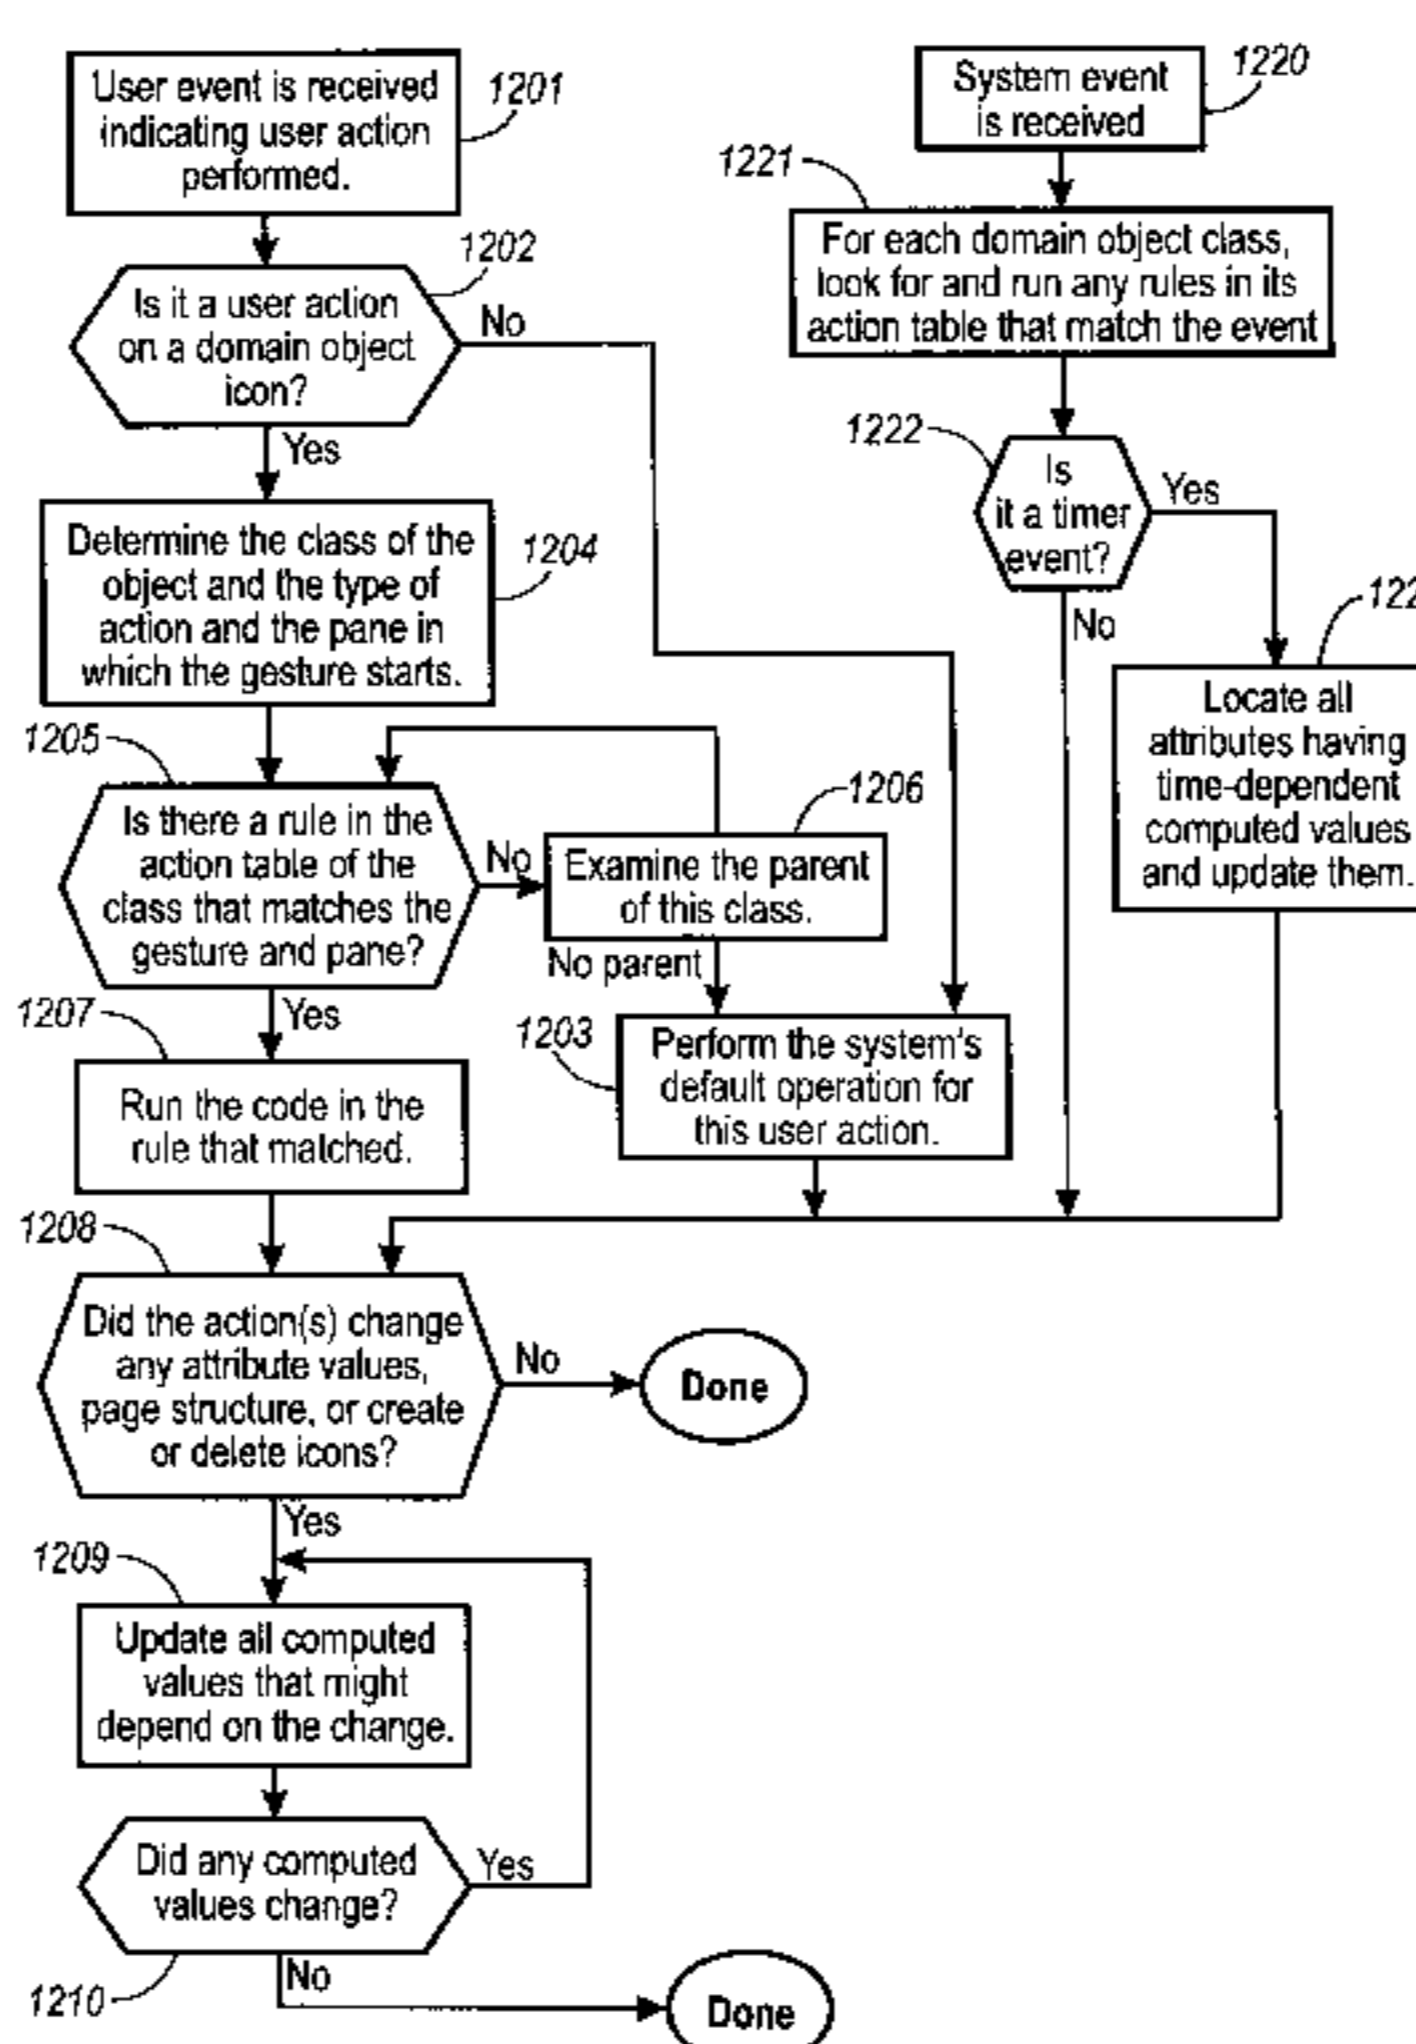 User event is received
indicating user action
performed.
1201
1202
Is it a user action
on a domain object
icon?
No
Yes
Determine the class of the
object and the type of
action and the pane in
which the gesture starts.
1204
1205
Is there a rule in the
action table of the
class that matches the
gesture and pane?
No
1206
Examine the parent
of this class.
No parent
Yes
1207
Run the code in the
rule that matched.
1203
Perform the system's
default operation for
this user action.
1208
Did the action(s) change
any attribute values,
page structure, or create
or delete icons?
No
Done
Yes
1209
Update all computed
values that might
depend on the change.
Did any computed
values change?
Yes
1210
No
Done
System event
is received
1220
1221
For each domain object class,
look for and run any rules in its
action table that match the event
1222
Is
it a timer
event?
Yes
No
Locate all
attributes having
time-dependent
computed values
and update them.